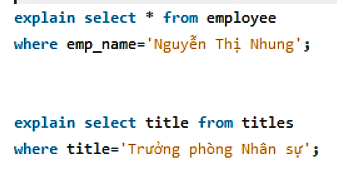 explain select * from employee
where emp_name='Nguyễn Thị Nhung';
explain select title from titles
where title='Trưởng phòng Nhân sự';